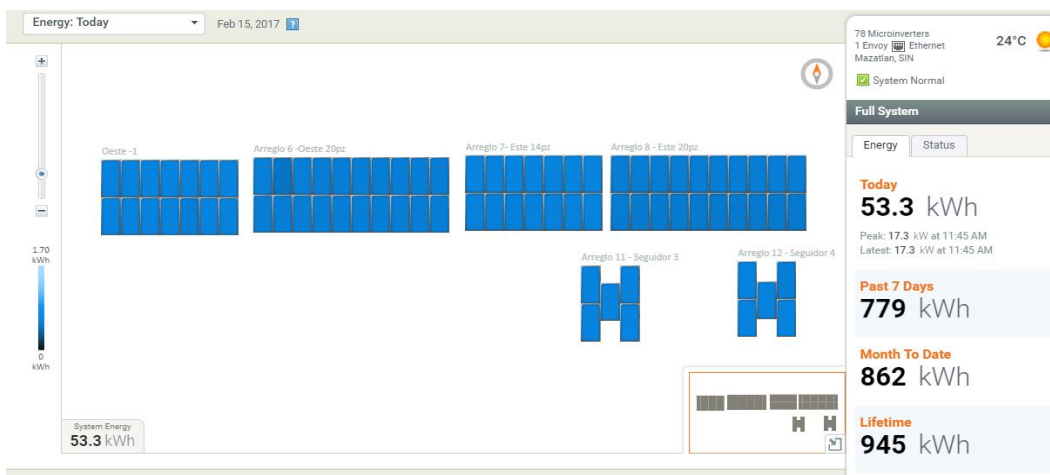 Energy: Today
Feb 15, 2017 ?
78 Microinverters
1 Envoy Ethernet
Mazatlan, SIN
24°C
System Normal
Full System
Energy Status
Today
53.3 kWh
Peak: 17.3 kW at 11:45 AM
Latest: 17.3 kW at 11:45 AM
Past 7 Days
779 kWh
Month To Date
862 kWh
Lifetime
945 kWh
Oeste -1
Arreglo 6 -Oeste 20pz
Arreglo 7- Este 14pz
Arreglo 8 - Este 20pz
Arreglo 11 - Seguidor 3
Arreglo 12 - Seguidor 4
1.70
kWh
0
kWh
System Energy
53.3 kWh